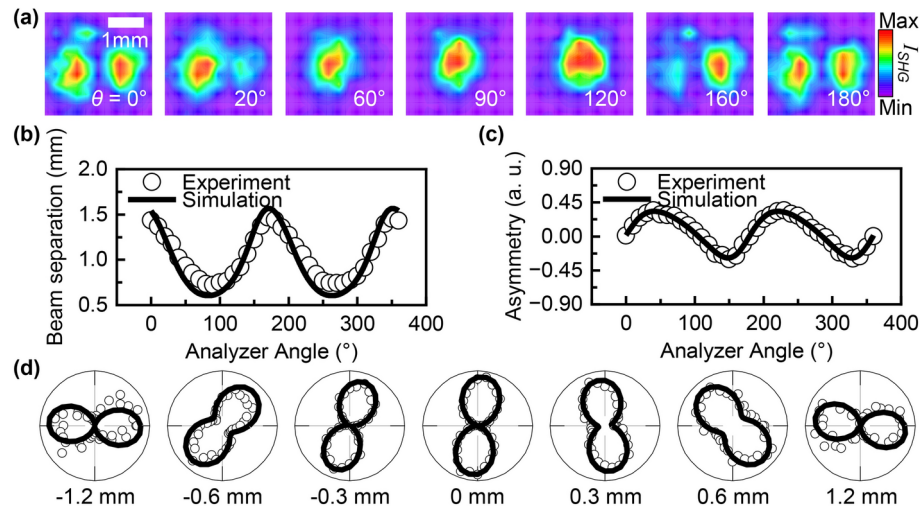 (a)
1mm
θ = 0°
20°
60°
90°
120°
160°
180°
Max
I_SHG
Min
(b)
Beam separation (mm)
2.0
1.5
1.0
0.5
Experiment
Simulation
0
100
200
300
400
Analyzer Angle (°)
(c)
Asymmetry (a. u.)
0.90
0.45
0.00
−0.45
−0.90
Experiment
Simulation
0
100
200
300
400
Analyzer Angle (°)
(d)
-1.2 mm
-0.6 mm
-0.3 mm
0 mm
0.3 mm
0.6 mm
1.2 mm